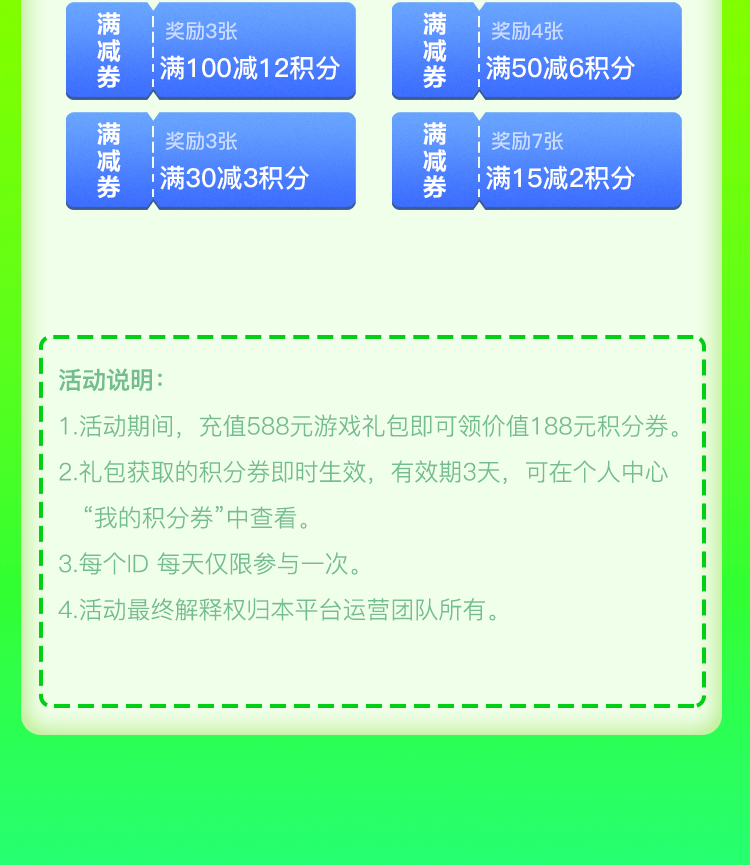 满减券
奖励3张
满100减12积分
满减券
奖励4张
满50减6积分
满减券
奖励3张
满30减3积分
满减券
奖励7张
满15减2积分
活动说明：
1.活动期间，充值588元游戏礼包即可领价值188元积分券。
2.礼包获取的积分券即时生效，有效期3天，可在个人中心
“我的积分券”中查看。
3.每个ID 每天仅限参与一次。
4.活动最终解释权归本平台运营团队所有。